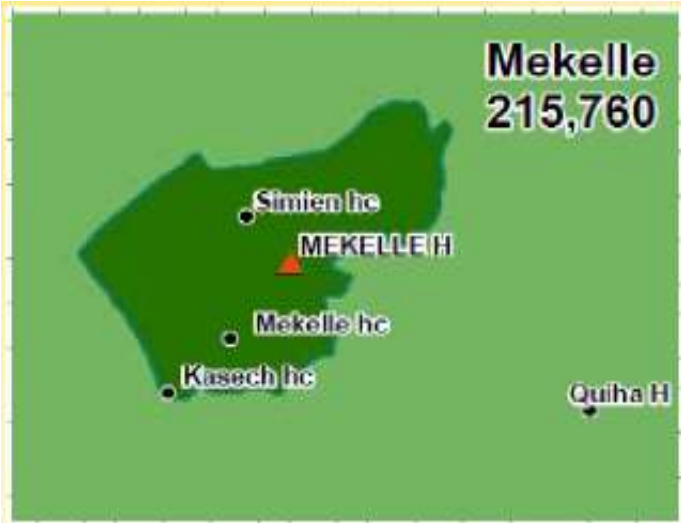 Mekelle
215,760
Simien hc
MEKELLE H
Mekelle hc
Kasech hc
Quiha H